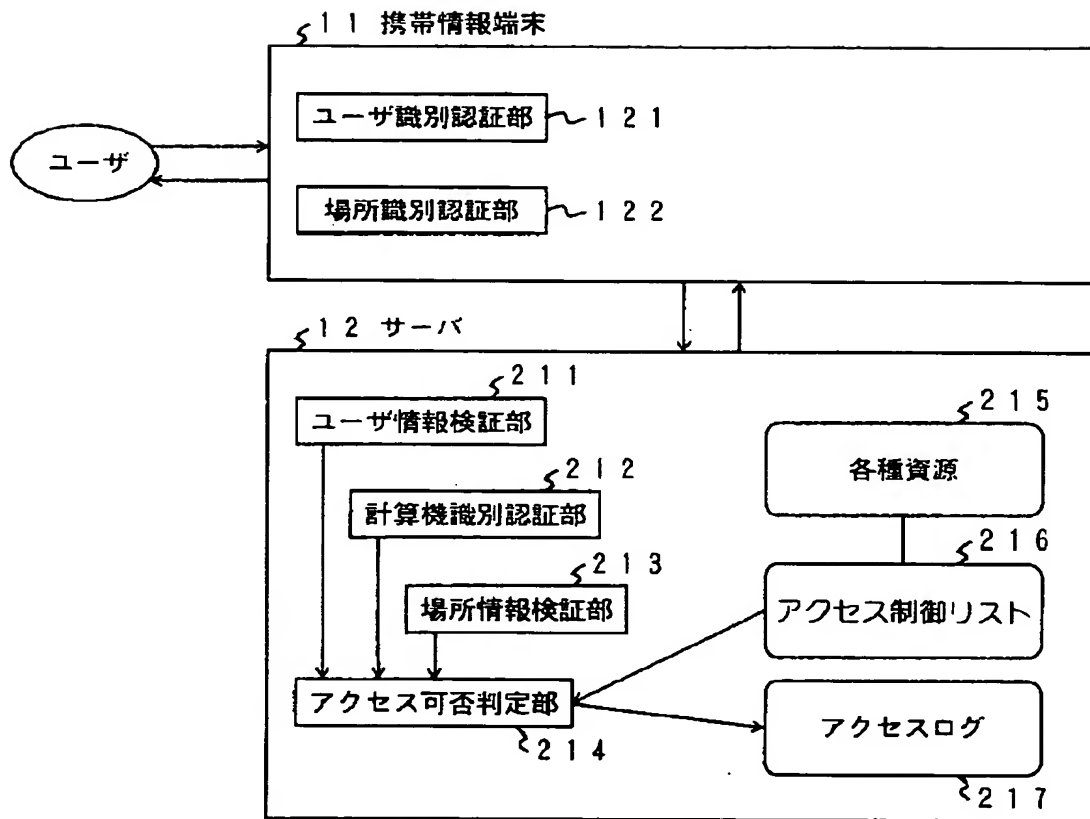 １１ 携帯情報端末
ユーザ識別認証部 １２１
ユーザ
場所識別認証部 １２２
１２ サーバ
２１１
ユーザ情報検証部
２１５
各種資源
２１２
計算機識別認証部
２１６
アクセス制御リスト
２１３
場所情報検証部
アクセス可否判定部
２１４
アクセスログ
２１７